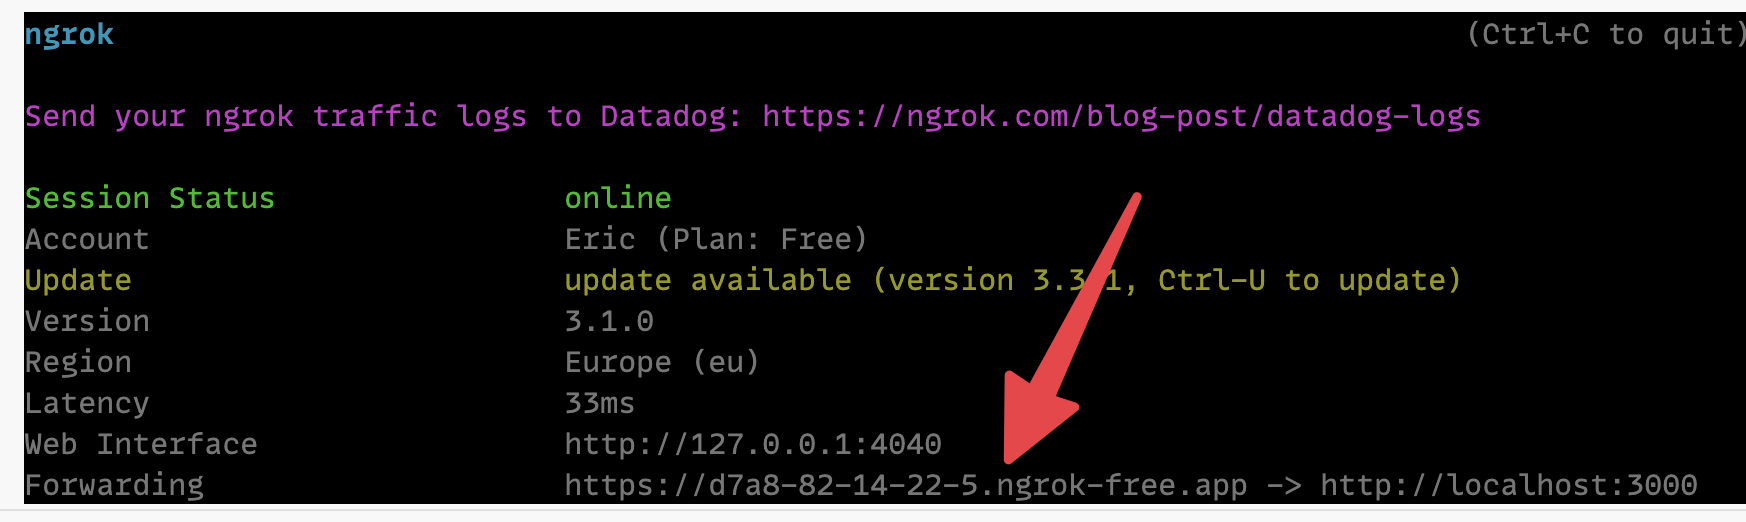 ngrok (Ctrl+C to quit)
Send your ngrok traffic logs to Datadog: https://ngrok.com/blog-post/datadog-logs
Session Status online
Account Eric (Plan: Free)
Update update available (version Ctrl-U to update)
Version 3.1.0
Region Europe (eu)
Latency 33ms
Web Interface http://127.0.0.1:4040
Forwarding https://d7a8-82-14-22-5.ngrok-free.app -> http://localhost:3000